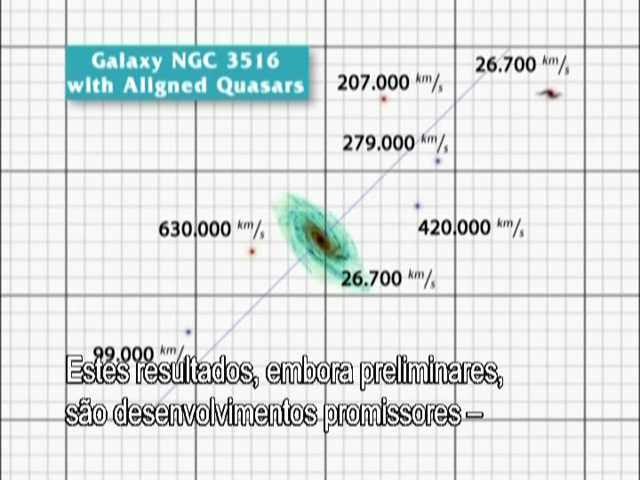 Galaxy NGC 3516
with Aligned Quasars
26.700 km/s
207.000 km/s
279.000 km/s
630.000 km/s
420.000 km/s
26.700 km/s
99.000 km/s
Estes resultados, embora preliminares,
são desenvolvimentos promissores –